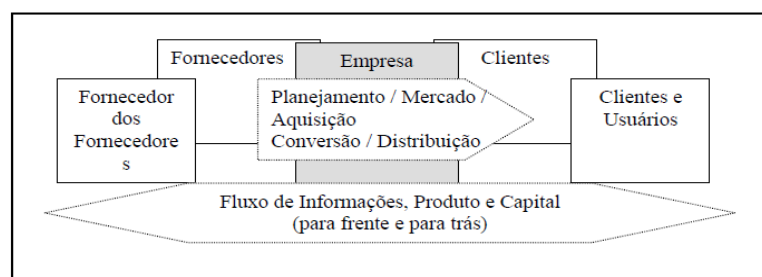 Fornecedores
Empresa
Clientes
Fornecedor
dos
Fornecedore
s
Planejamento / Mercado /
Aquisição
Conversão / Distribuição
Clientes e
Usuários
Fluxo de Informações, Produto e Capital
(para frente e para trás)